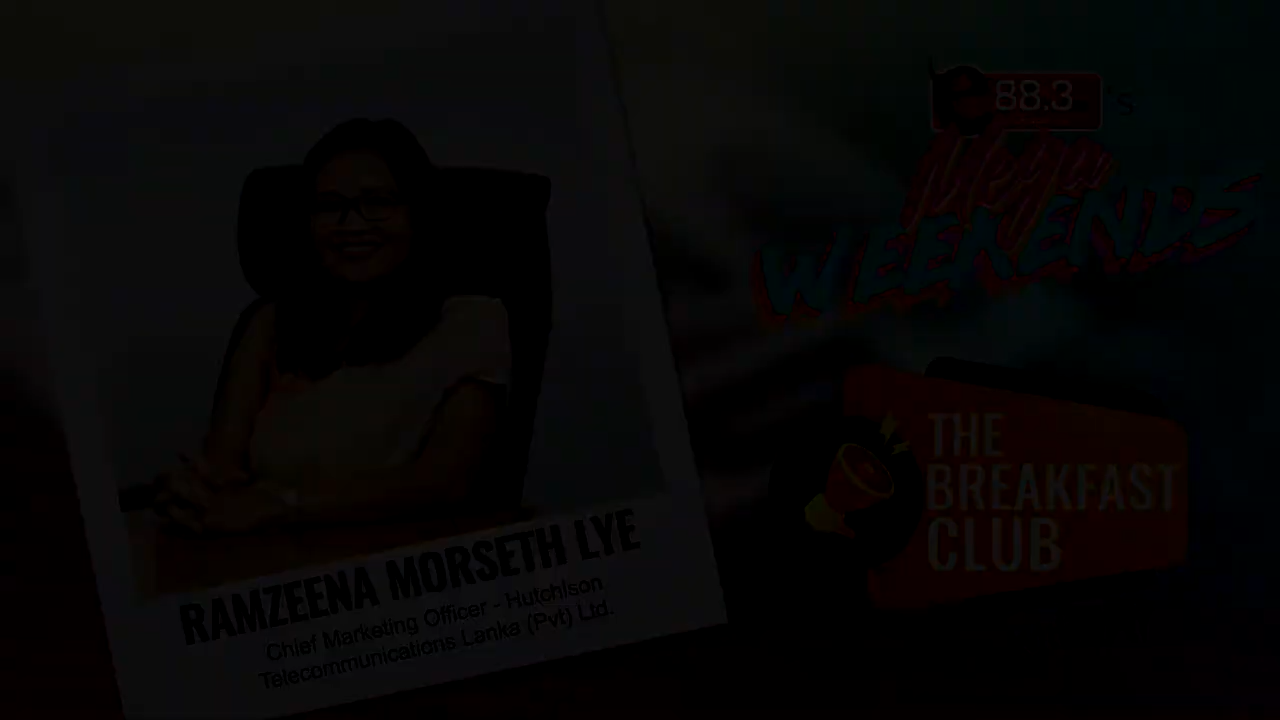 88.3's
Mega
WEEKENDS
THE
BREAKFAST
CLUB
RAMZEENA MORSETH LYE
Chief Marketing Officer - Hutchison
Telecommunications Lanka (Pvt) Ltd.